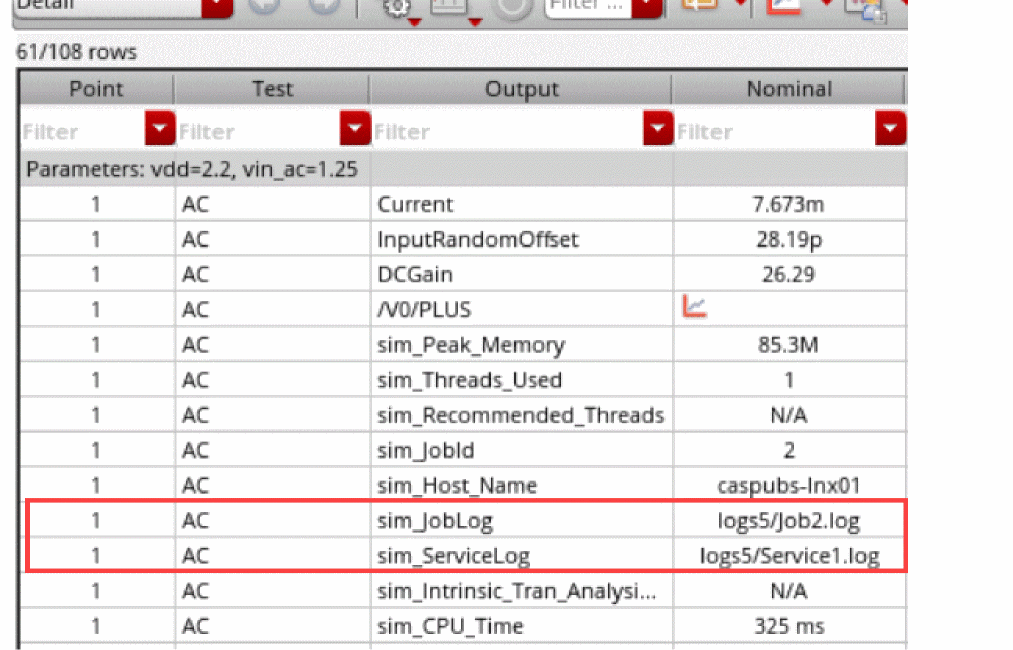 Detail Filter ...
61/108 rows
Point Test Output Nominal
Filter Filter Filter Filter
Parameters: vdd=2.2, vin_ac=1.25
1 AC Current 7.673m
1 AC InputRandomOffset 28.19p
1 AC DCGain 26.29
1 AC /V0/PLUS
1 AC sim_Peak_Memory 85.3M
1 AC sim_Threads_Used 1
1 AC sim_Recommended_Threads N/A
1 AC sim_JobId 2
1 AC sim_Host_Name caspubs-lnx01
1 AC sim_JobLog logs5/Job2.log
1 AC sim_ServiceLog logs5/Service1.log
1 AC sim_Intrinsic_Tran_Analysi... N/A
1 AC sim_CPU_Time 325 ms